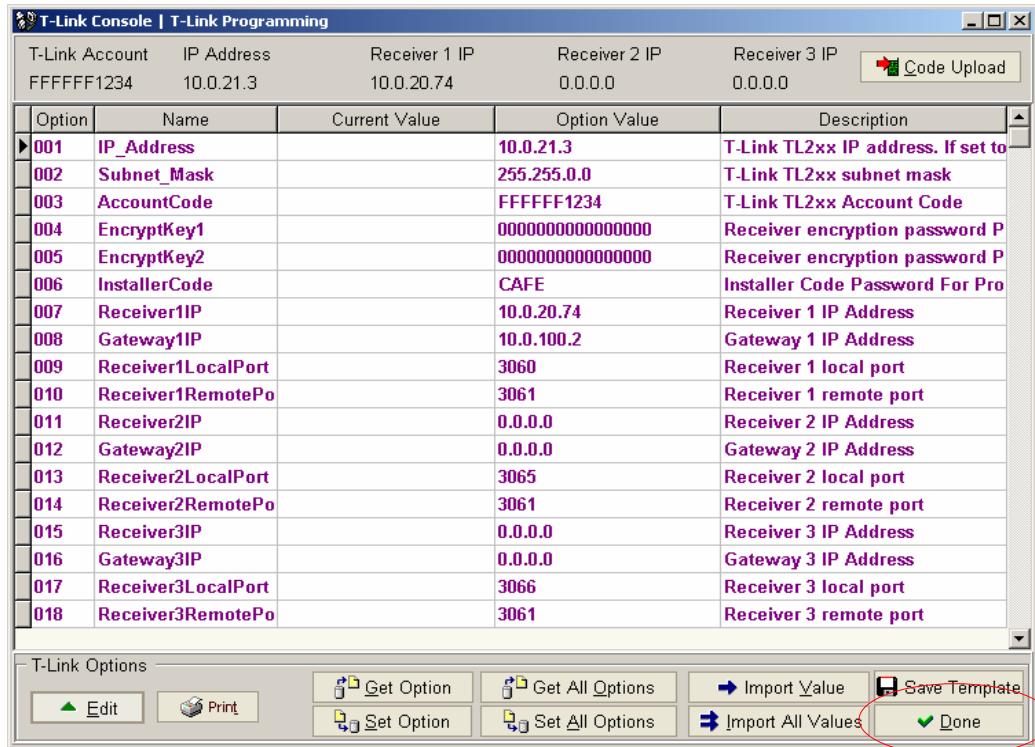 T-Link Console | T-Link Programming
T-Link Account IP Address Receiver 1 IP Receiver 2 IP Receiver 3 IP
FFFFFF1234 10.0.21.3 10.0.20.74 0.0.0.0 0.0.0.0
Code Upload
Option Name Current Value Option Value Description
001 IP_Address 10.0.21.3 T-Link TL2xx IP address. If set to
002 Subnet_Mask 255.255.0.0 T-Link TL2xx subnet mask
003 AccountCode FFFFFF1234 T-Link TL2xx Account Code
004 EncryptKey1 0000000000000000 Receiver encryption password P
005 EncryptKey2 0000000000000000 Receiver encryption password P
006 InstallerCode CAFE Installer Code Password For Pro
007 Receiver1IP 10.0.20.74 Receiver 1 IP Address
008 Gateway1IP 10.0.100.2 Gateway 1 IP Address
009 Receiver1LocalPort 3060 Receiver 1 local port
010 Receiver1RemotePo 3061 Receiver 1 remote port
011 Receiver2IP 0.0.0.0 Receiver 2 IP Address
012 Gateway2IP 0.0.0.0 Gateway 2 IP Address
013 Receiver2LocalPort 3065 Receiver 2 local port
014 Receiver2RemotePo 3061 Receiver 2 remote port
015 Receiver3IP 0.0.0.0 Receiver 3 IP Address
016 Gateway3IP 0.0.0.0 Gateway 3 IP Address
017 Receiver3LocalPort 3066 Receiver 3 local port
018 Receiver3RemotePo 3061 Receiver 3 remote port
T-Link Options
Edit Print Get Option Get All Options Import Value Save Template
Set Option Set All Options Import All Values Done